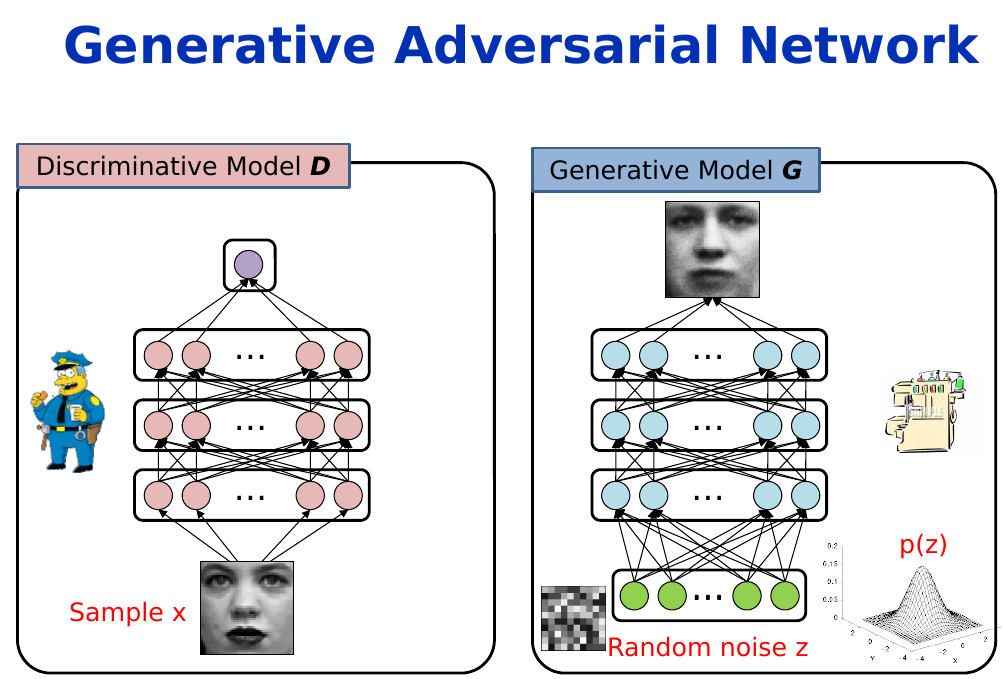 Generative Adversarial Network
Discriminative Model D
Generative Model G
...
...
...
...
...
...
...
Sample x
Random noise z
p(z)
0.2
0.15
0.1
0.05
0
2
0
-2
-4
Y
-4
-2
0
2
X